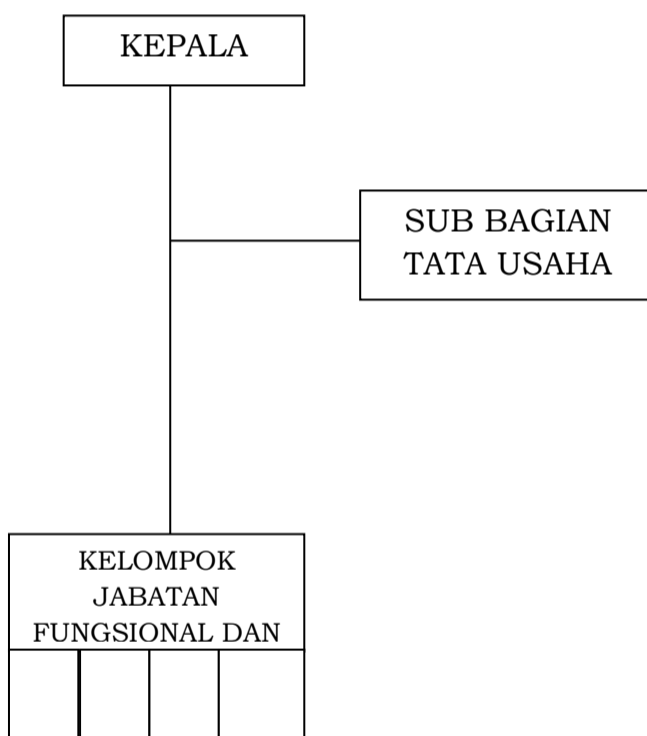 KEPALA
SUB BAGIAN
TATA USAHA
KELOMPOK
JABATAN
FUNGSIONAL DAN